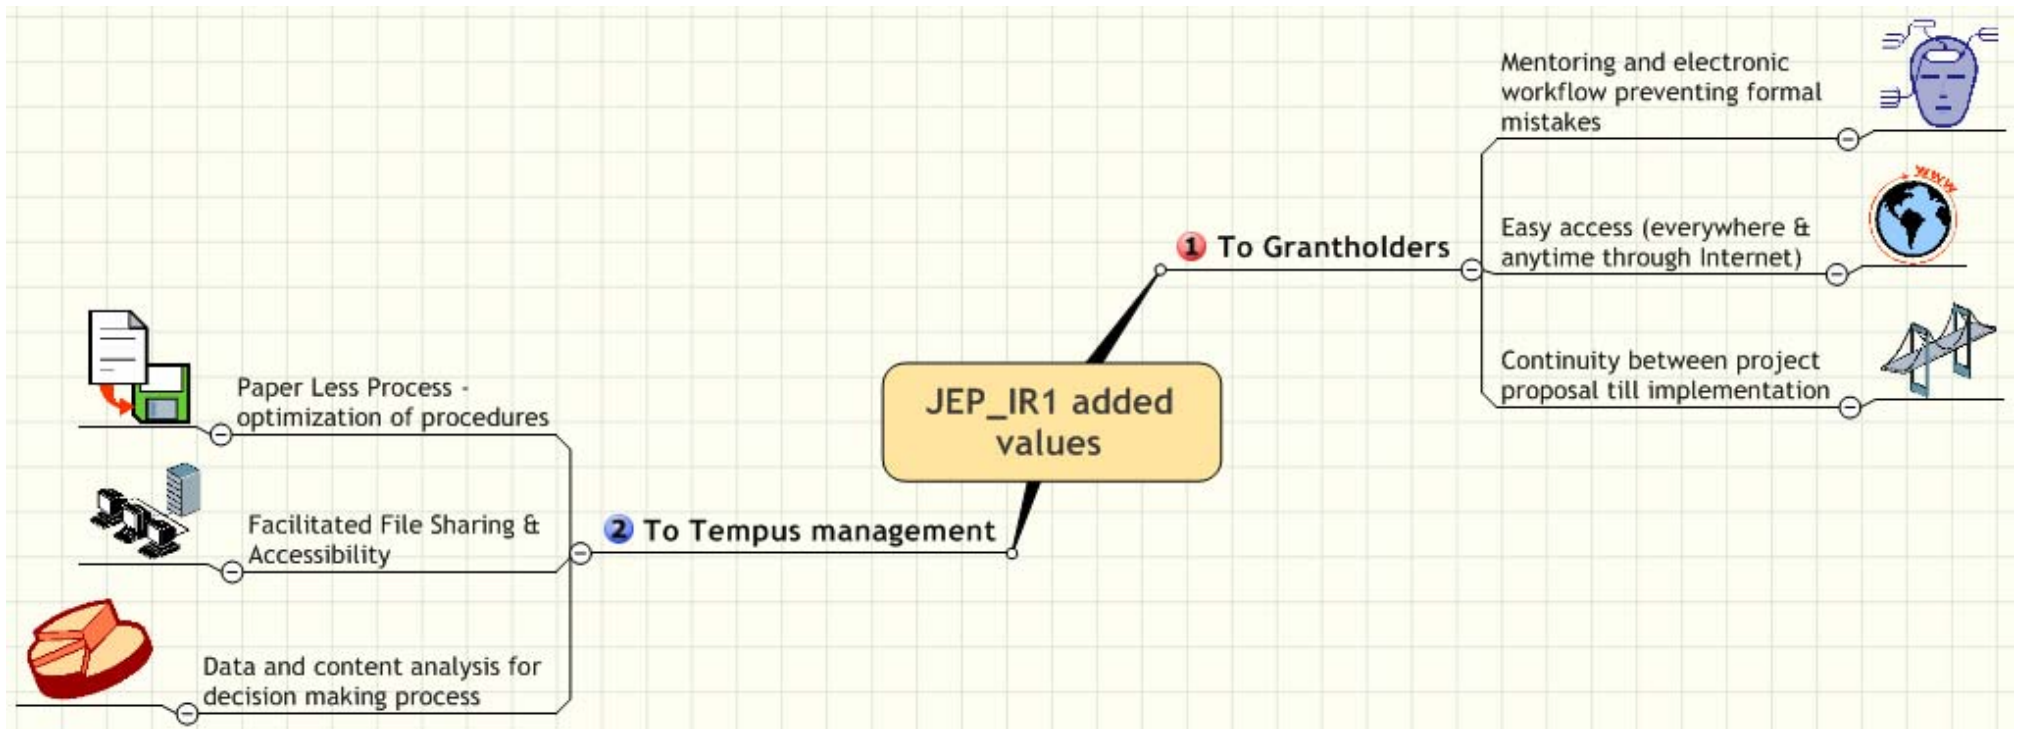 JEP_IR1 added
values
1 To Grantholders
Mentoring and electronic
workflow preventing formal
mistakes
www
Easy access (everywhere &
anytime through Internet)
Continuity between project
proposal till implementation
2 To Tempus management
Paper Less Process -
optimization of procedures
Facilitated File Sharing &
Accessibility
Data and content analysis for
decision making process